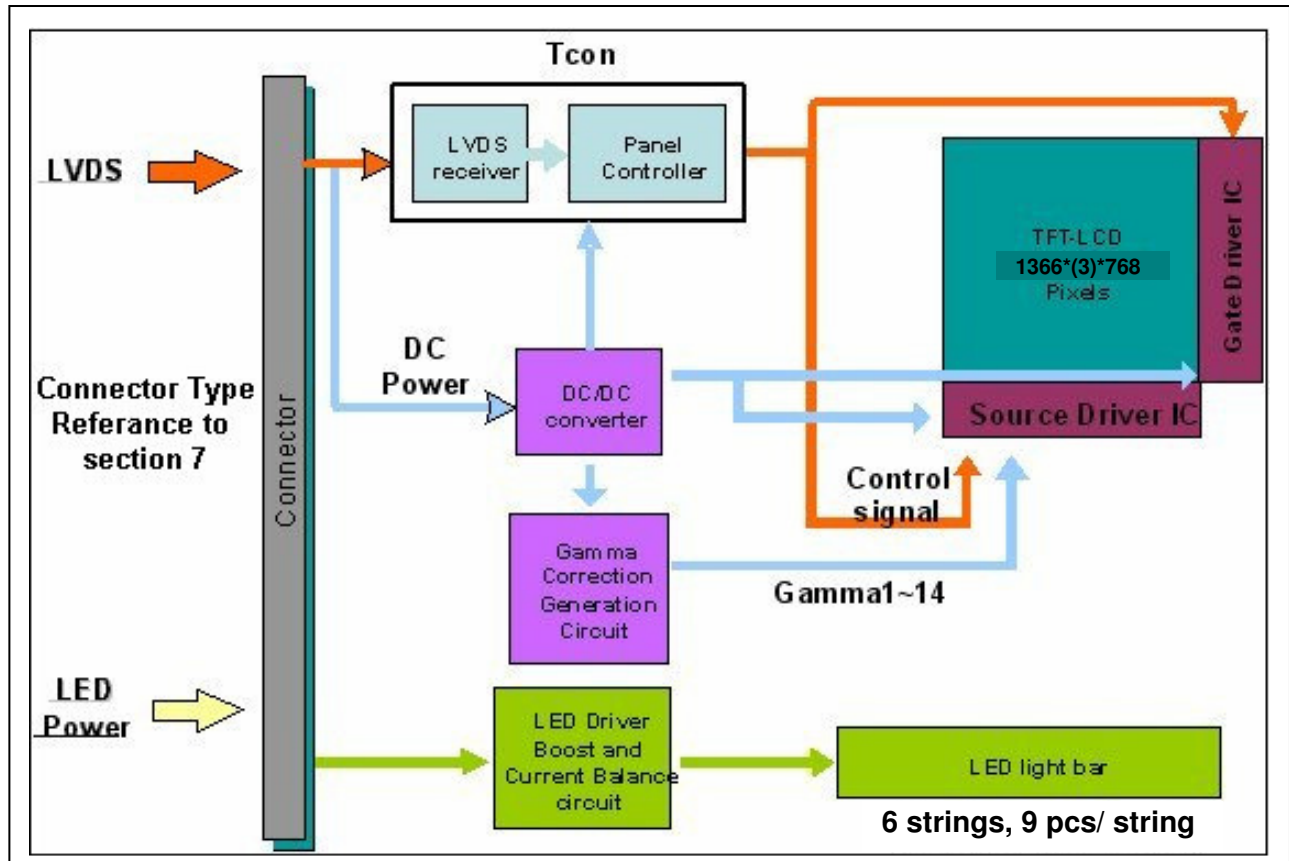 Tcon
LVDS
LVDS
receiver
Panel
Controller
TFT-LCD
1366*(3)*768
Pixels
Gate Driver IC
Source Driver IC
DC
Power
DC/DC
converter
Connector Type
Referance to
section 7
Connector
Control
signal
Gamma
Correction
Generation
Circuit
Gamma1~14
LED
Power
LED Driver
Boost and
Current Balance
circuit
LED light bar
6 strings, 9 pcs/ string